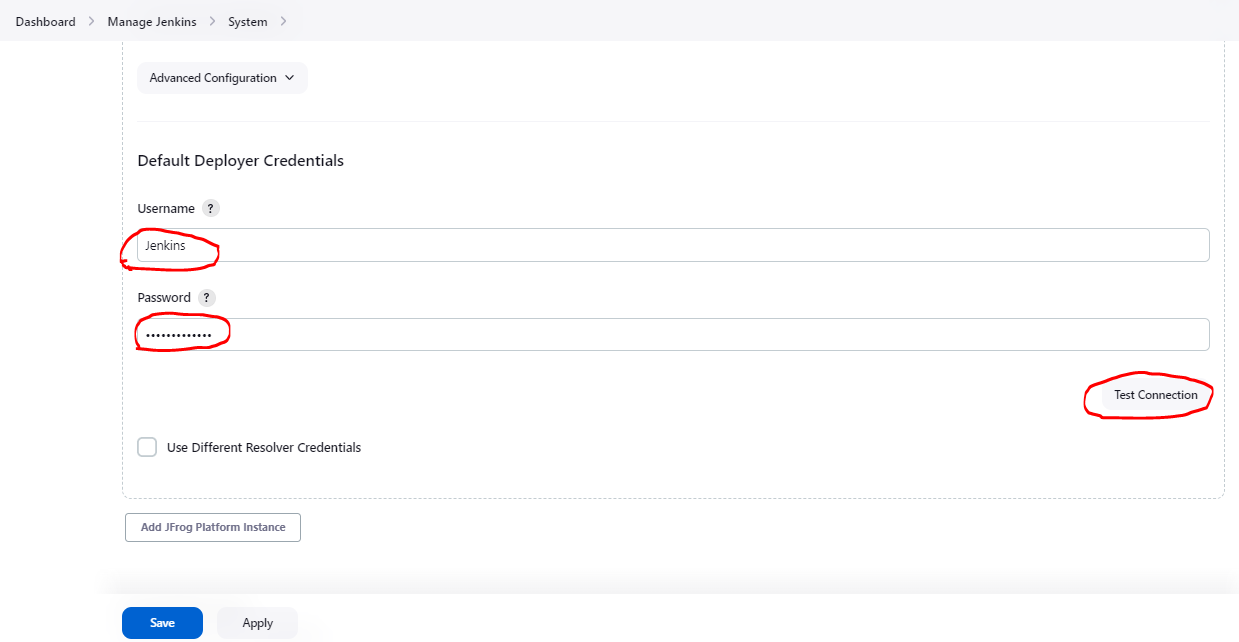 Dashboard > Manage Jenkins > System >
Advanced Configuration
Default Deployer Credentials
Username ?
Jenkins
Password ?
•••••••••••••
Test Connection
Use Different Resolver Credentials
Add JFrog Platform Instance
Save Apply